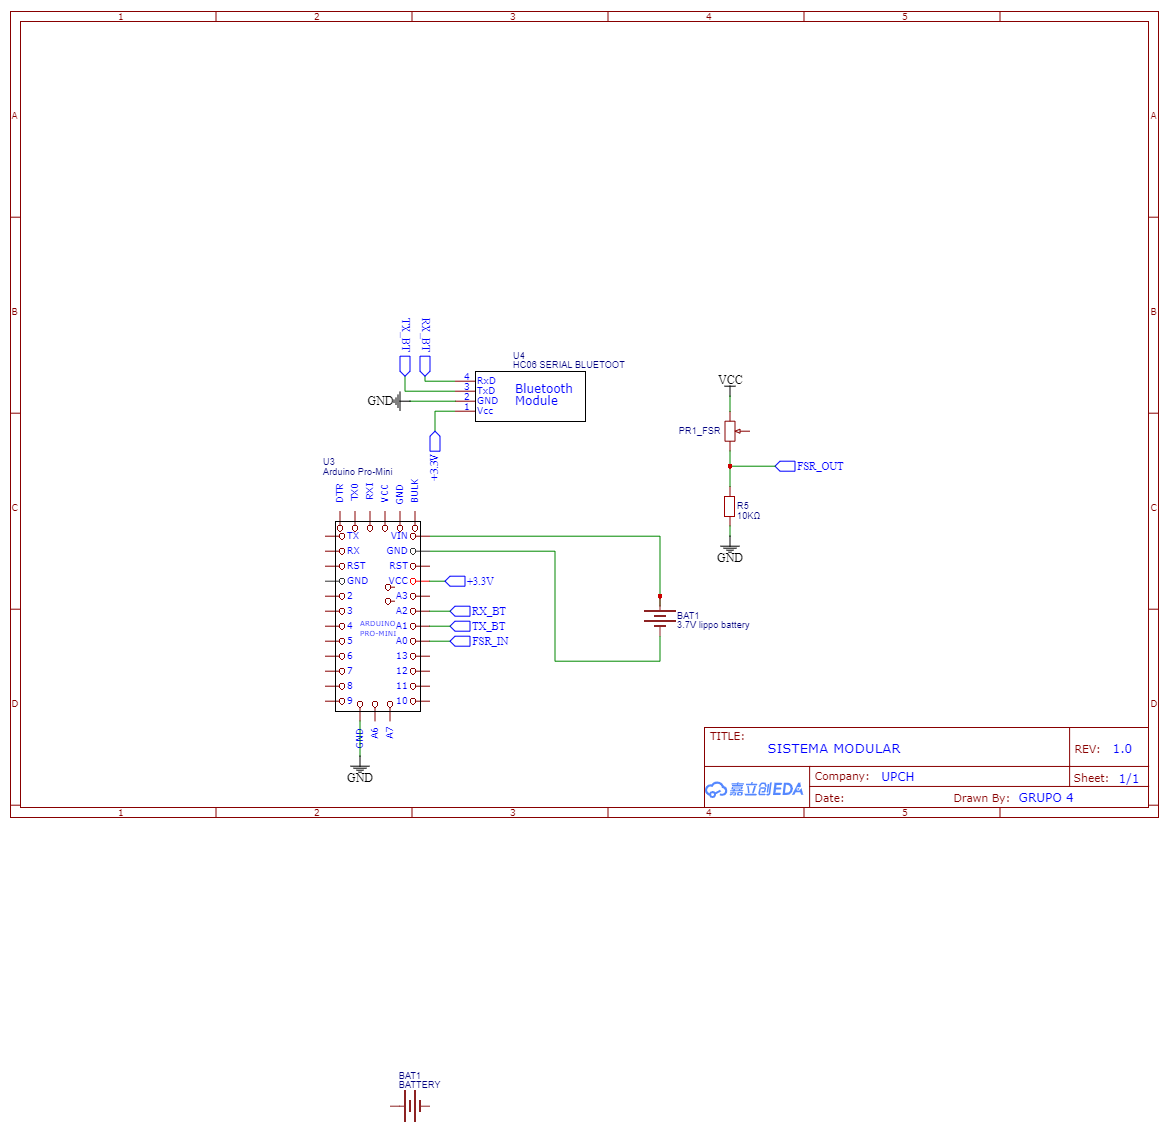 1 2 3 4 5
A A
B B
C C
D D
TX_BT
RX_BT
U4
HC06 SERIAL BLUETOOT
4 RxD
3 TxD
2 GND
1 Vcc
Bluetooth
Module
GND
+3.3V
VCC
PR1_FSR
FSR_OUT
R5
10KΩ
GND
U3
Arduino Pro-Mini
DTR
TXO
RXI
VCC
GND
BULK
TX VIN
RX GND
RST RST
GND VCC
2 A3
3 A2
4 A1
5 A0
6 13
7 12
8 11
9 10
ARDUINO
PRO-MINI
+3.3V
RX_BT
TX_BT
FSR_IN
GND
A6
A7
GND
BAT1
3.7V lippo battery
TITLE:
SISTEMA MODULAR
REV: 1.0
嘉立创EDA
Company: UPCH
Sheet: 1/1
Date:
Drawn By: GRUPO 4
1 2 3 4 5
BAT1
BATTERY